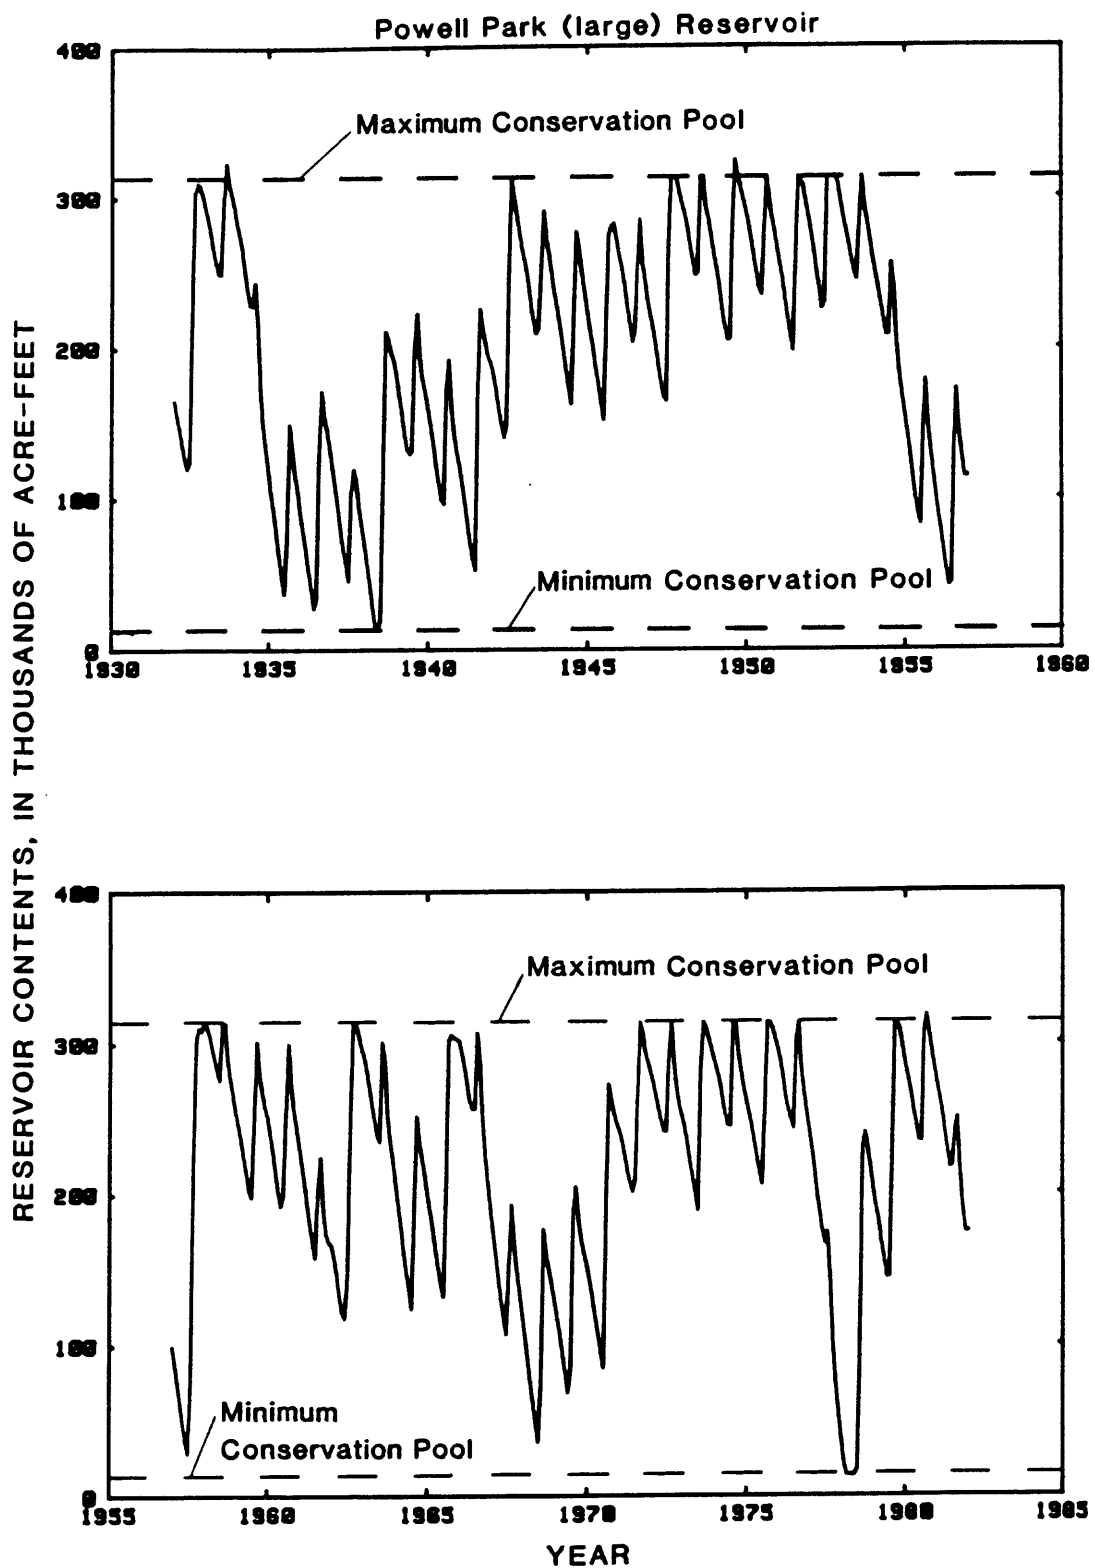 Powell Park (large) Reservoir
400
Maximum Conservation Pool
300
200
100
Minimum Conservation Pool
0
1930 1935 1940 1945 1950 1955 1960
RESERVOIR CONTENTS, IN THOUSANDS OF ACRE-FEET
400
Maximum Conservation Pool
300
200
100
Minimum
Conservation Pool
0
1955 1960 1965 1970 1975 1980 1985
YEAR